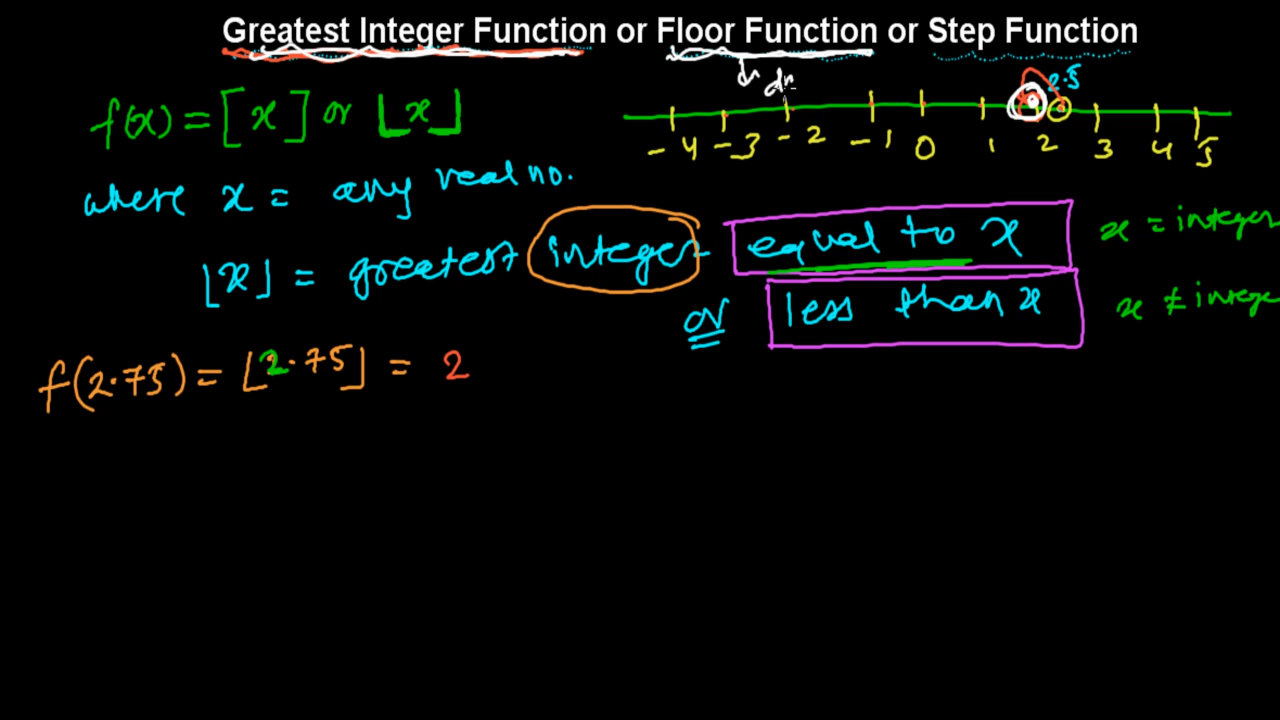 Greatest Integer Function or Floor Function or Step Function
2.5
f(x) = [x] or ⌊x⌋
-4 -3 -2 -1 0 1 2 3 4 5
where x = any real no.
x = integer
⌊x⌋ = greatest integer equal to x
or less than x
x ≠ intege
f(2.75) = ⌊2.75⌋ = 2